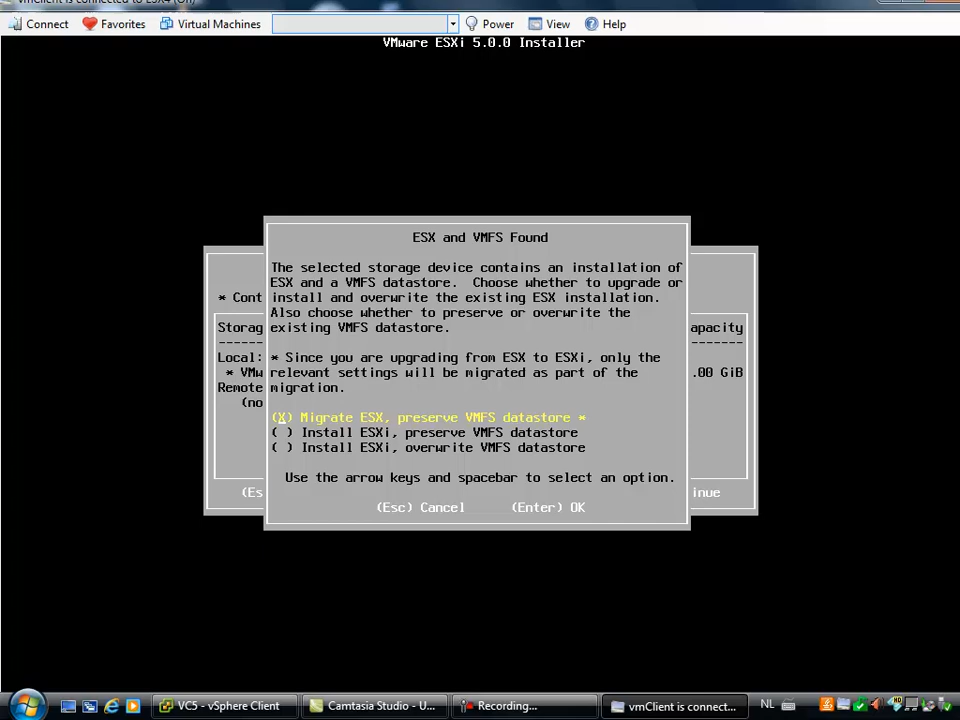 vmClient is connected to ESX4 (On)
Connect Favorites Virtual Machines Power View Help
VMware ESXi 5.0.0 Installer
ESX and VMFS Found
The selected storage device contains an installation of
ESX and a VMFS datastore. Choose whether to upgrade or
install and overwrite the existing ESX installation.
Also choose whether to preserve or overwrite the
existing VMFS datastore.
* Since you are upgrading from ESX to ESXi, only the
relevant settings will be migrated as part of the
migration.
(X) Migrate ESX, preserve VMFS datastore *
( ) Install ESXi, preserve VMFS datastore
( ) Install ESXi, overwrite VMFS datastore
Use the arrow keys and spacebar to select an option.
(Esc) Cancel (Enter) OK
* Cont
Storag apacity
Local:
* VMw .00 GiB
Remote
(no
(Es inue
VC5 - vSphere Client Camtasia Studio - U... Recording... vmClient is connect... NL